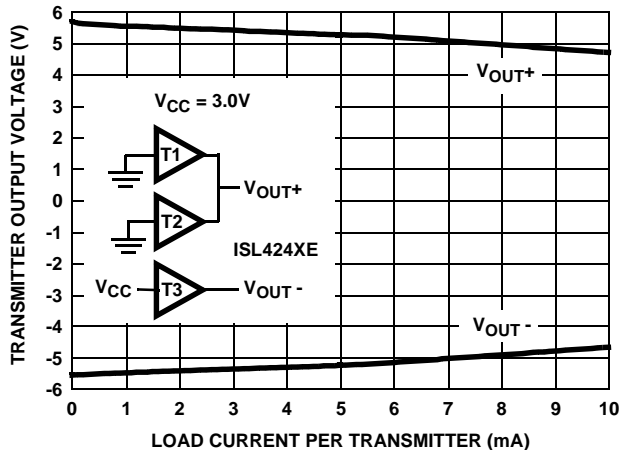 TRANSMITTER OUTPUT VOLTAGE (V)
6
5
4
3
2
1
0
-1
-2
-3
-4
-5
-6
VOUT+
VCC = 3.0V
T1
VOUT+
T2
ISL424XE
VCC
T3
VOUT -
VOUT -
0 1 2 3 4 5 6 7 8 9 10
LOAD CURRENT PER TRANSMITTER (mA)